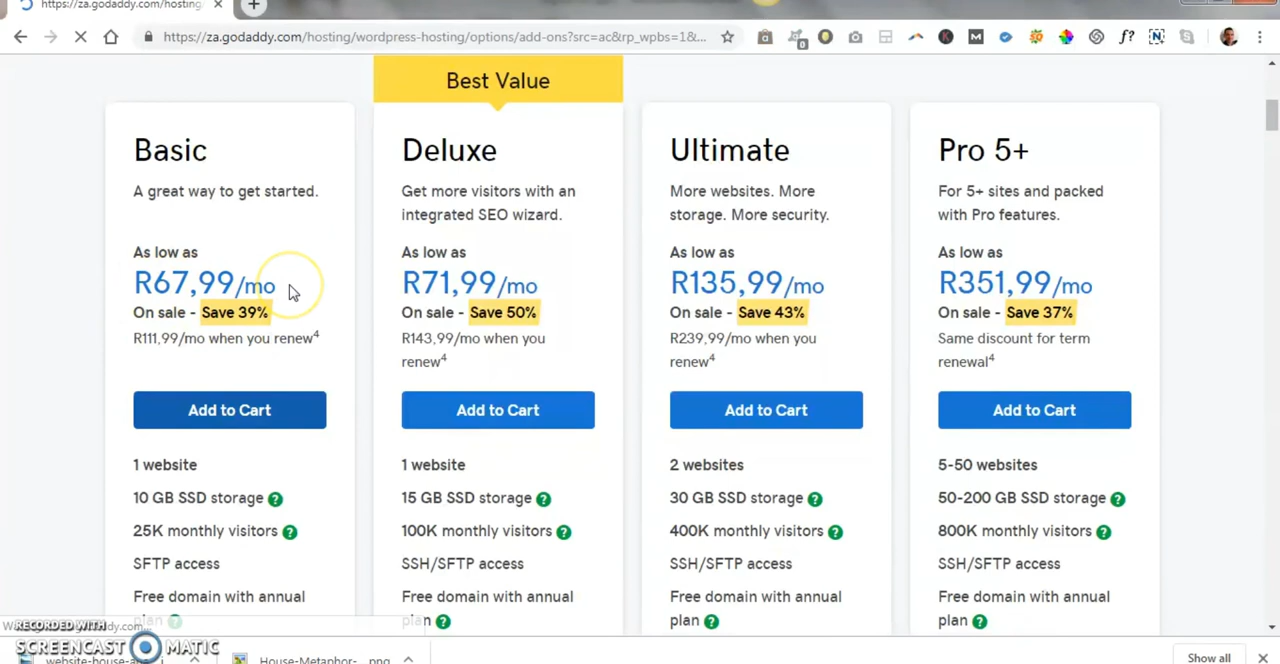 https://za.godaddy.com/hosting
https://za.godaddy.com/hosting/wordpress-hosting/options/add-ons?src=ac&rp_wpbs=1&...
Best Value
Basic
A great way to get started.
As low as
R67,99/mo
On sale - Save 39%
R111,99/mo when you renew4
Add to Cart
1 website
10 GB SSD storage ?
25K monthly visitors ?
SFTP access
Free domain with annual
plan ?
Deluxe
Get more visitors with an
integrated SEO wizard.
As low as
R71,99/mo
On sale - Save 50%
R143,99/mo when you
renew4
Add to Cart
1 website
15 GB SSD storage ?
100K monthly visitors ?
SSH/SFTP access
Free domain with annual
plan ?
Ultimate
More websites. More
storage. More security.
As low as
R135,99/mo
On sale - Save 43%
R239,99/mo when you
renew4
Add to Cart
2 websites
30 GB SSD storage ?
400K monthly visitors ?
SSH/SFTP access
Free domain with annual
plan ?
Pro 5+
For 5+ sites and packed
with Pro features.
As low as
R351,99/mo
On sale - Save 37%
Same discount for term
renewal4
Add to Cart
5-50 websites
50-200 GB SSD storage ?
800K monthly visitors ?
SSH/SFTP access
Free domain with annual
plan ?
RECORDED WITH
SCREENCAST MATIC
House-Metaphor-....png
Show all